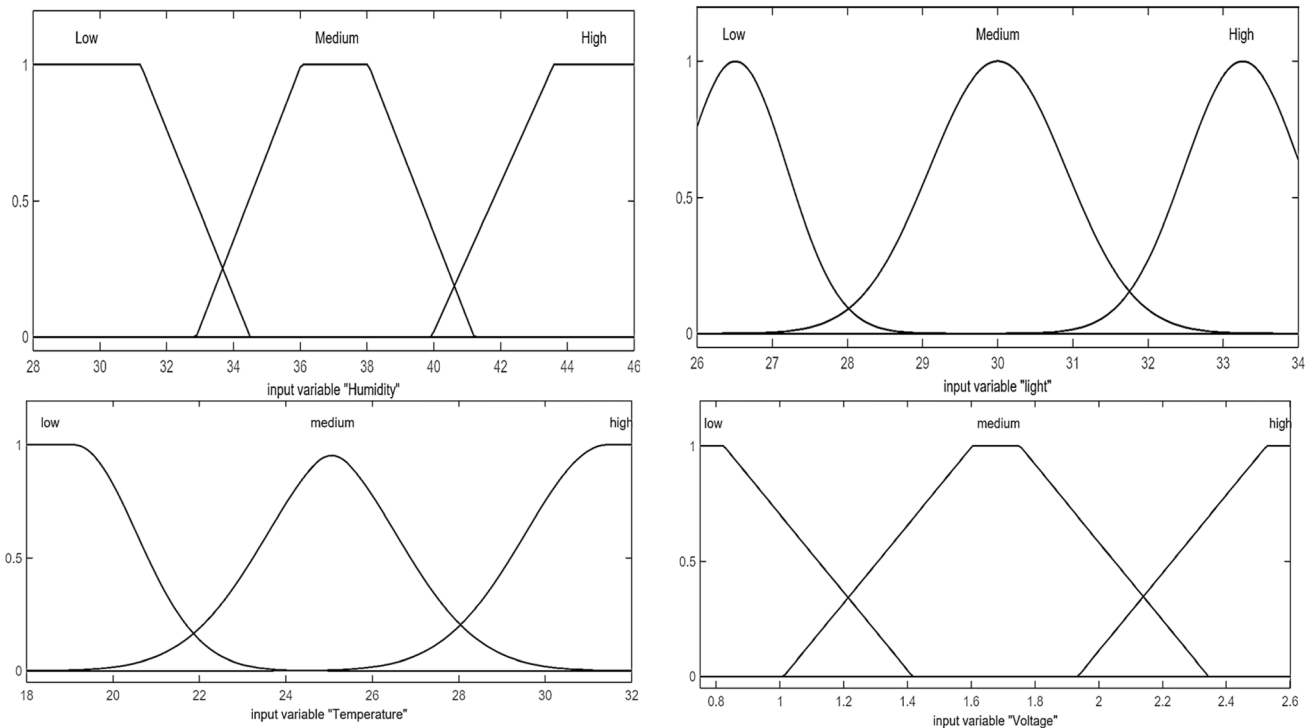 Low Medium High
1
0.5
0
28 30 32 34 36 38 40 42 44 46
input variable "Humidity"
Low Medium High
1
0.5
0
26 27 28 29 30 31 32 33 34
input variable "light"
low medium high
1
0.5
0
18 20 22 24 26 28 30 32
input variable "Temperature"
low medium high
1
0.5
0
0.8 1 1.2 1.4 1.6 1.8 2 2.2 2.4 2.6
input variable "Voltage"